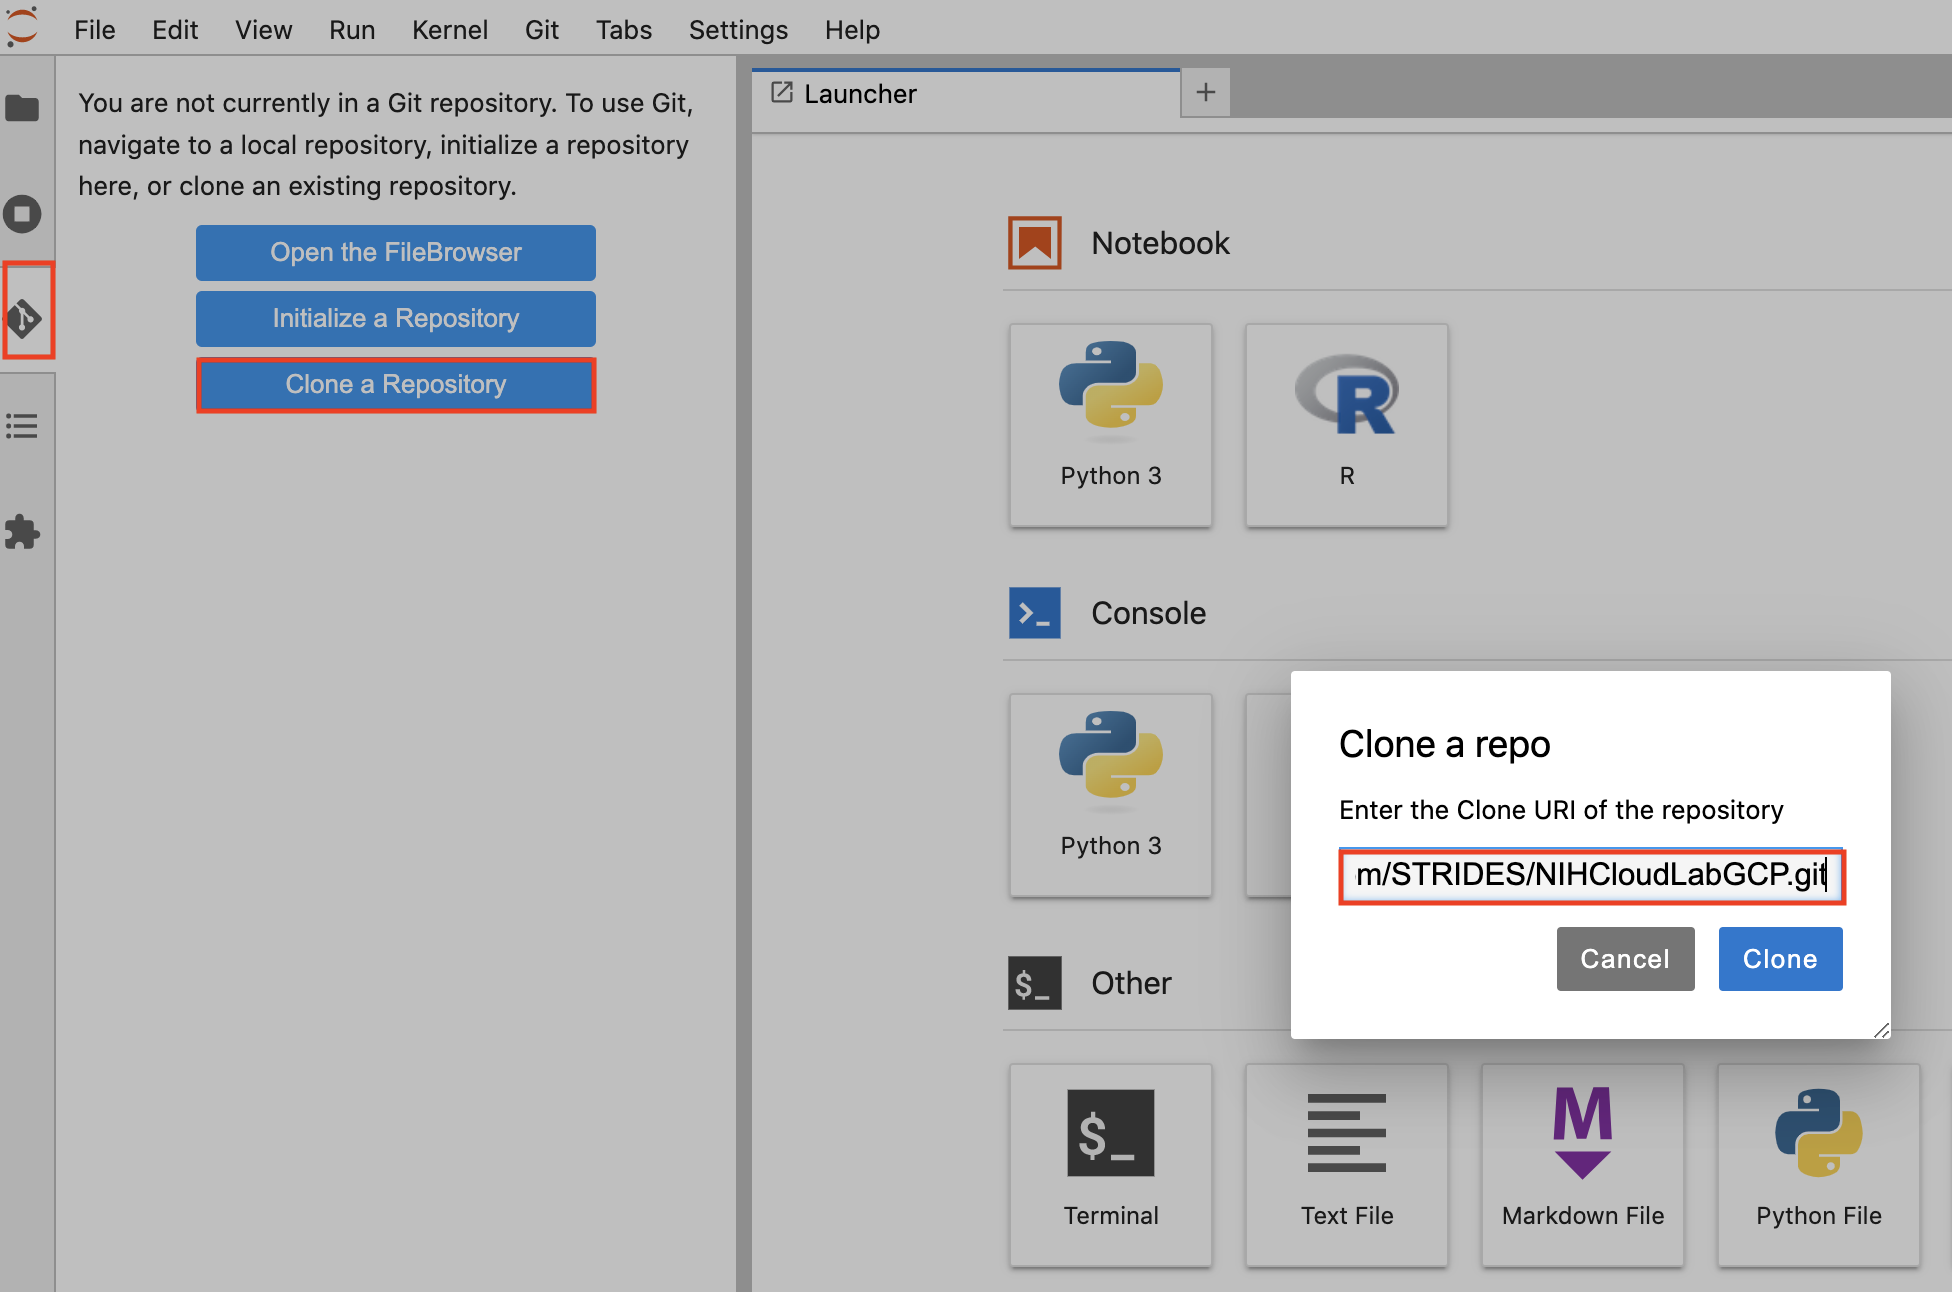 File Edit View Run Kernel Git Tabs Settings Help
You are not currently in a Git repository. To use Git,
navigate to a local repository, initialize a repository
here, or clone an existing repository.
Open the FileBrowser
Initialize a Repository
Clone a Repository
Launcher
Notebook
Python 3
R
Console
Python 3
Clone a repo
Enter the Clone URI of the repository
m/STRIDES/NIHCloudLabGCP.git
Cancel
Clone
$_ Other
$_
Terminal
Text File
M
Markdown File
Python File